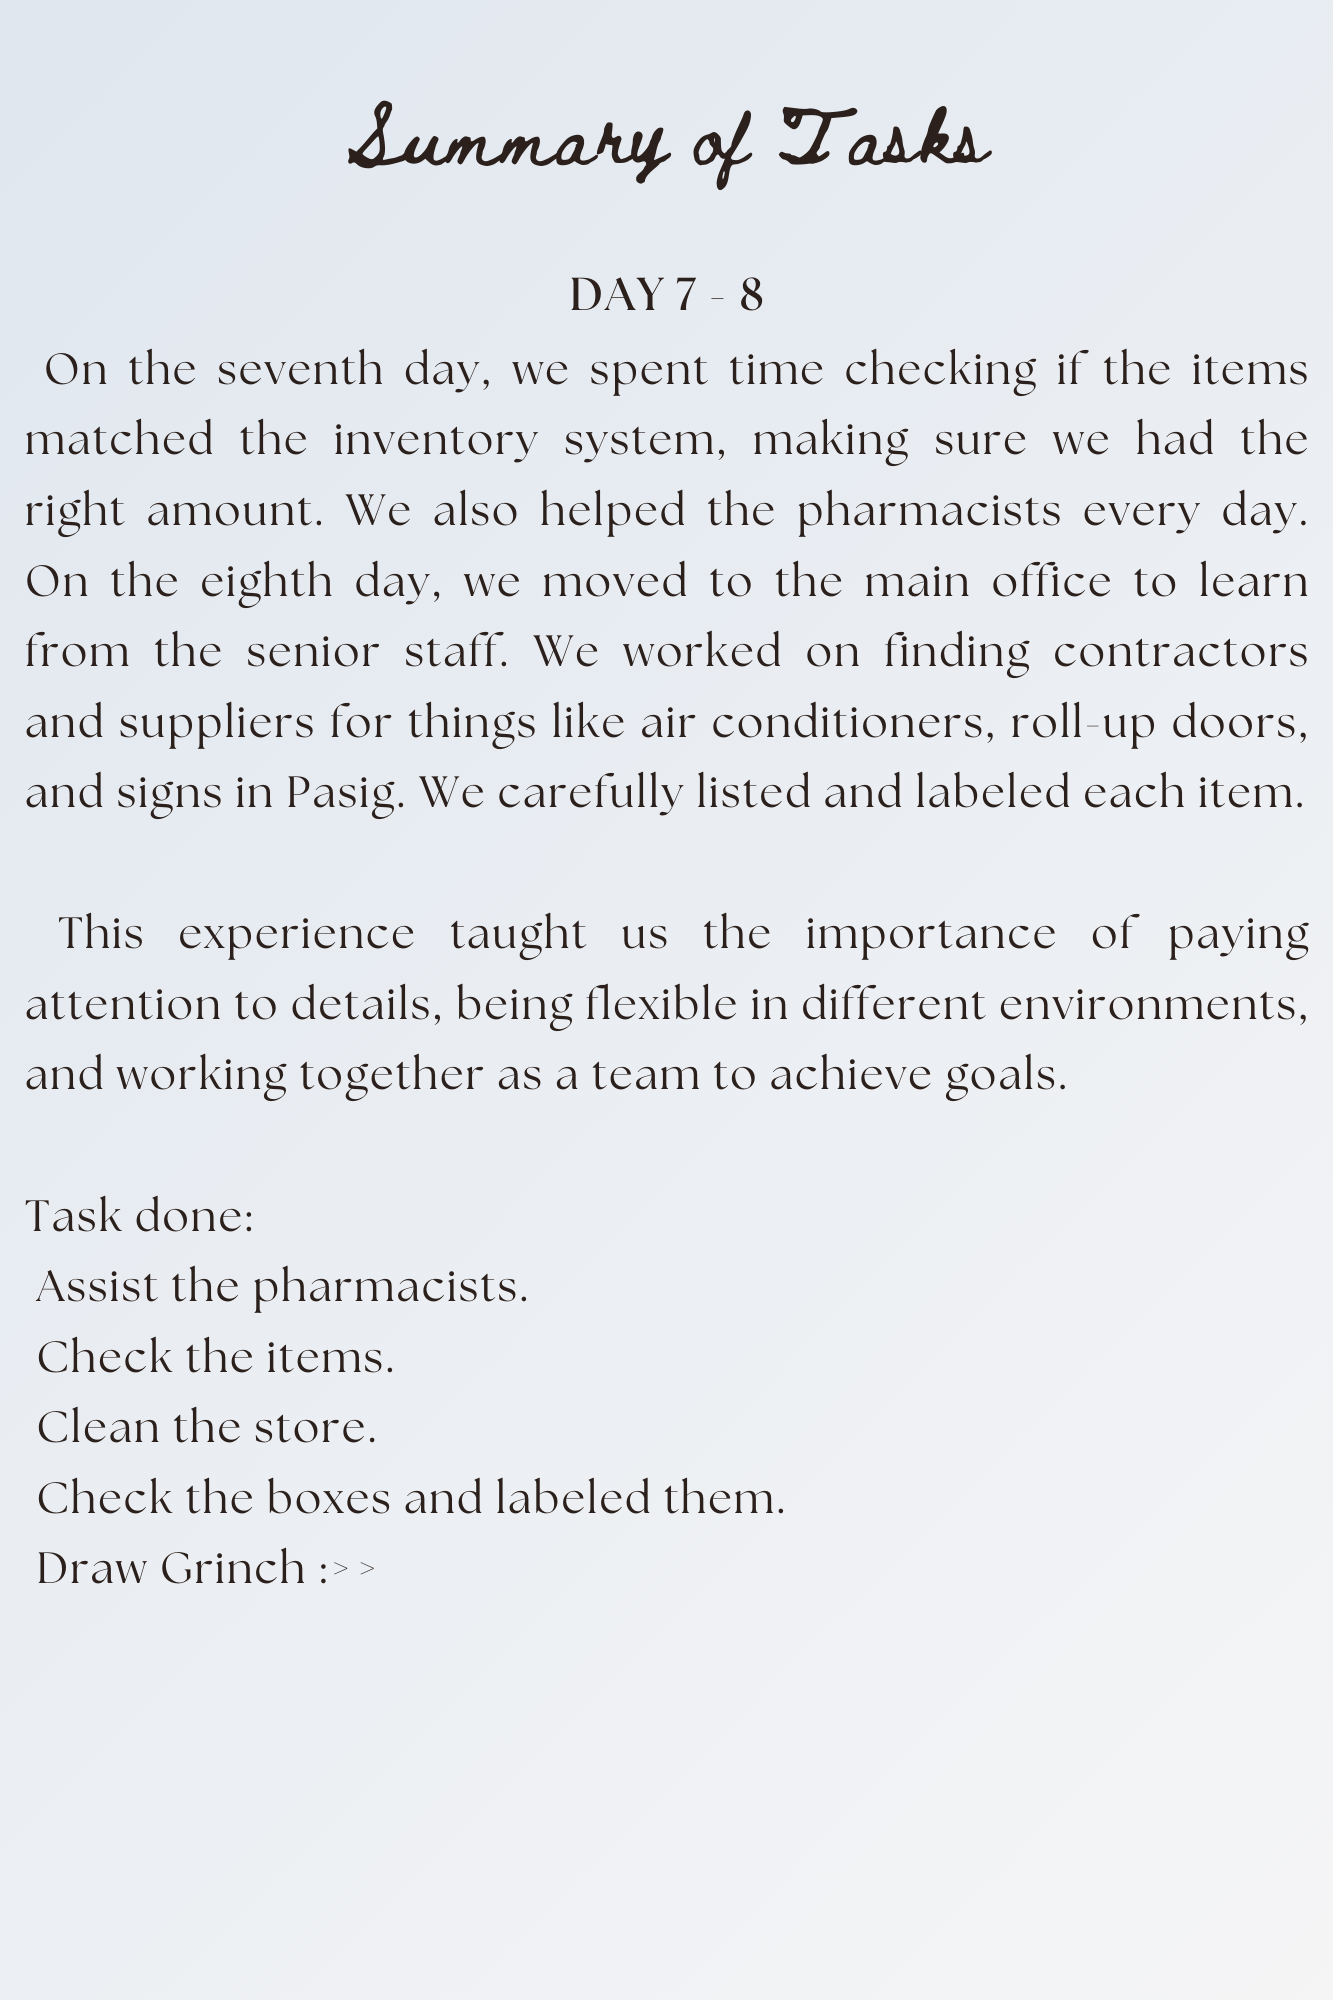 Summary of Tasks
DAY 7 - 8
On the seventh day, we spent time checking if the items
matched the inventory system, making sure we had the
right amount. We also helped the pharmacists every day.
On the eighth day, we moved to the main office to learn
from the senior staff. We worked on finding contractors
and suppliers for things like air conditioners, roll-up doors,
and signs in Pasig. We carefully listed and labeled each item.
This experience taught us the importance of paying
attention to details, being flexible in different environments,
and working together as a team to achieve goals.
Task done:
Assist the pharmacists.
Check the items.
Clean the store.
Check the boxes and labeled them.
Draw Grinch :> >